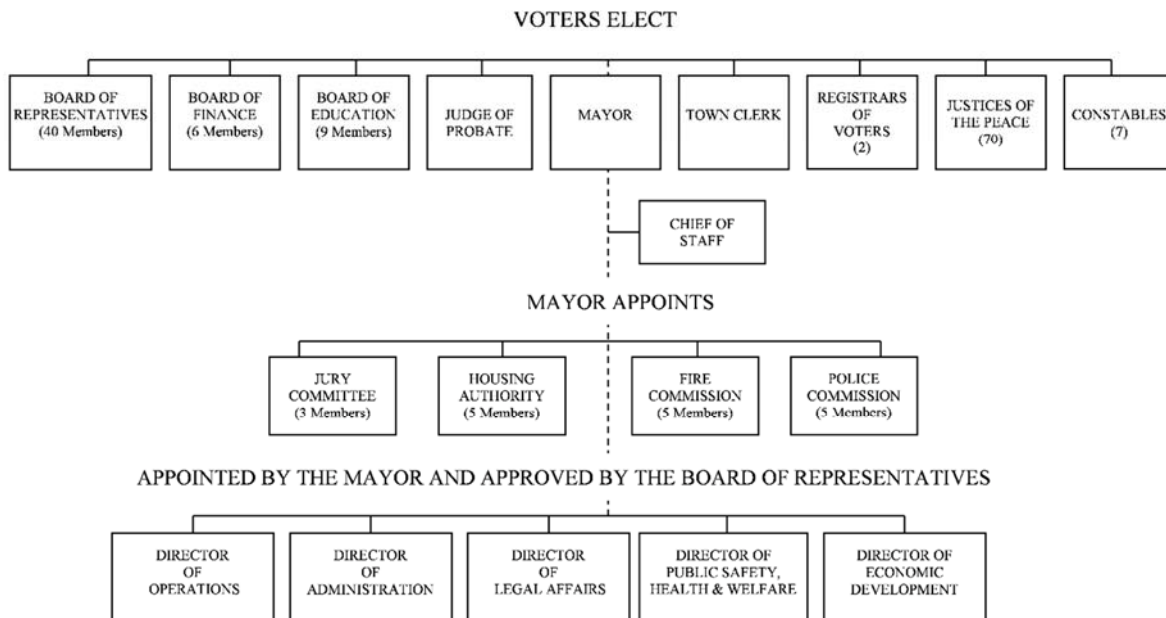 VOTERS ELECT
BOARD OF
REPRESENTATIVES
(40 Members)
BOARD OF
FINANCE
(6 Members)
BOARD OF
EDUCATION
(9 Members)
JUDGE OF
PROBATE
MAYOR
TOWN CLERK
REGISTRARS
OF
VOTERS
(2)
JUSTICES OF
THE PEACE
(70)
CONSTABLES
(7)
CHIEF OF
STAFF
MAYOR APPOINTS
JURY
COMMITTEE
(3 Members)
HOUSING
AUTHORITY
(5 Members)
FIRE
COMMISSION
(5 Members)
POLICE
COMMISSION
(5 Members)
APPOINTED BY THE MAYOR AND APPROVED BY THE BOARD OF REPRESENTATIVES
DIRECTOR
OF
OPERATIONS
DIRECTOR
OF
ADMINISTRATION
DIRECTOR
OF
LEGAL AFFAIRS
DIRECTOR OF
PUBLIC SAFETY,
HEALTH & WELFARE
DIRECTOR OF
ECONOMIC
DEVELOPMENT